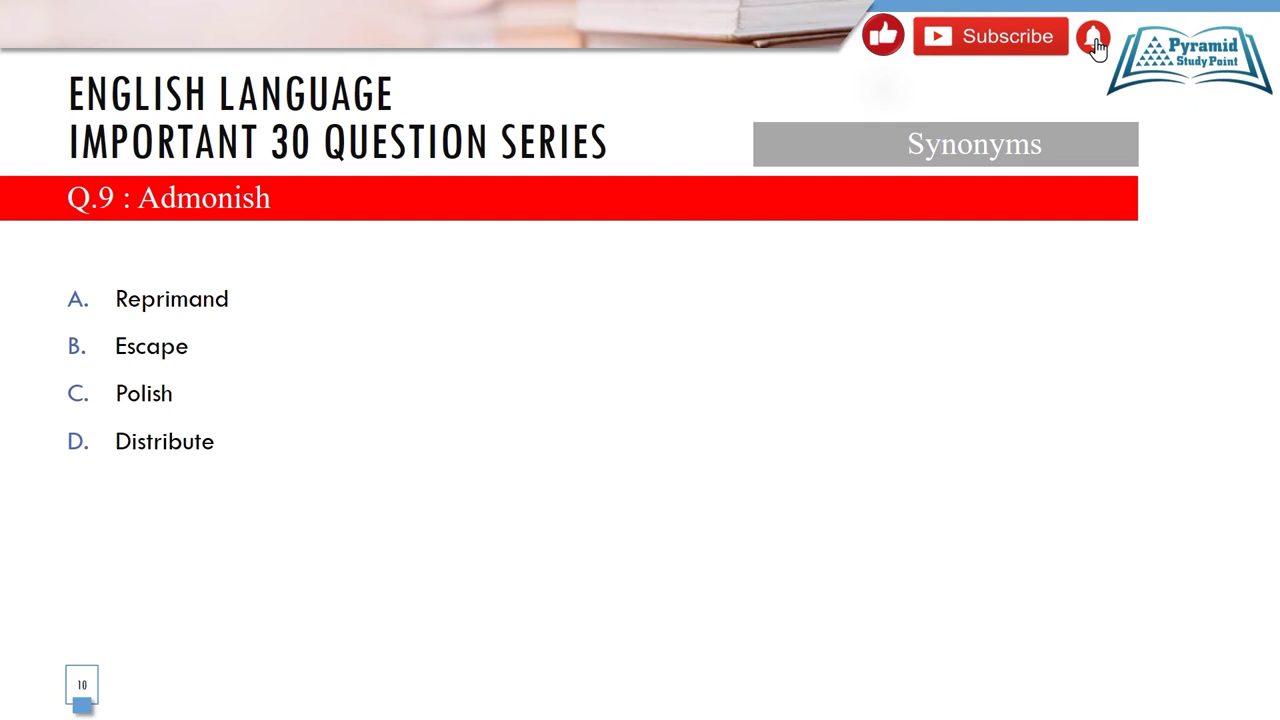 Subscribe
Pyramid
Study Point
ENGLISH LANGUAGE
IMPORTANT 30 QUESTION SERIES
Synonyms
Q.9 : Admonish
A. Reprimand
B. Escape
C. Polish
D. Distribute
10